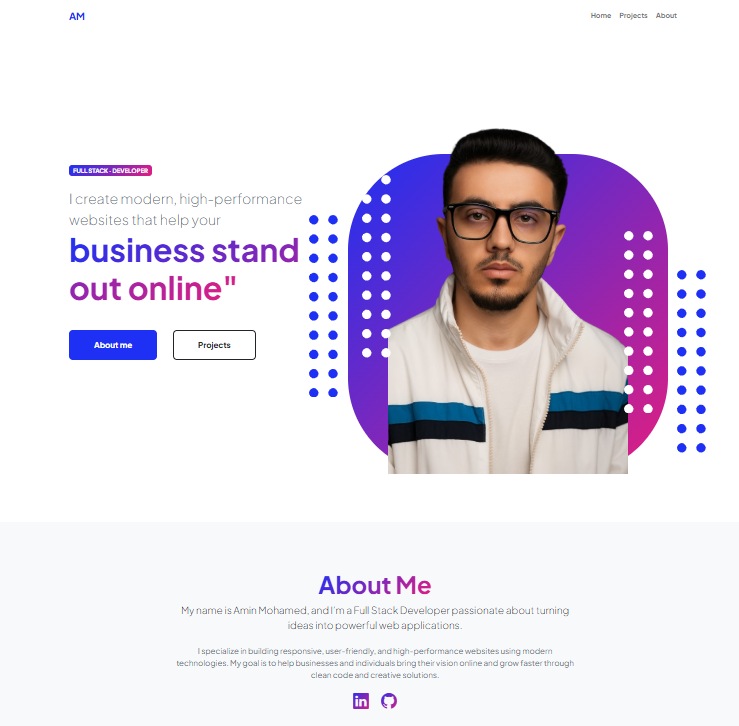 AM
Home Projects About
FULL STACK - DEVELOPER
I create modern, high-performance
websites that help your
business stand
out online"
About me Projects
About Me
My name is Amin Mohamed, and I'm a Full Stack Developer passionate about turning
ideas into powerful web applications.
I specialize in building responsive, user-friendly, and high-performance websites using modern
technologies. My goal is to help businesses and individuals bring their vision online and grow faster through
clean code and creative solutions.
in